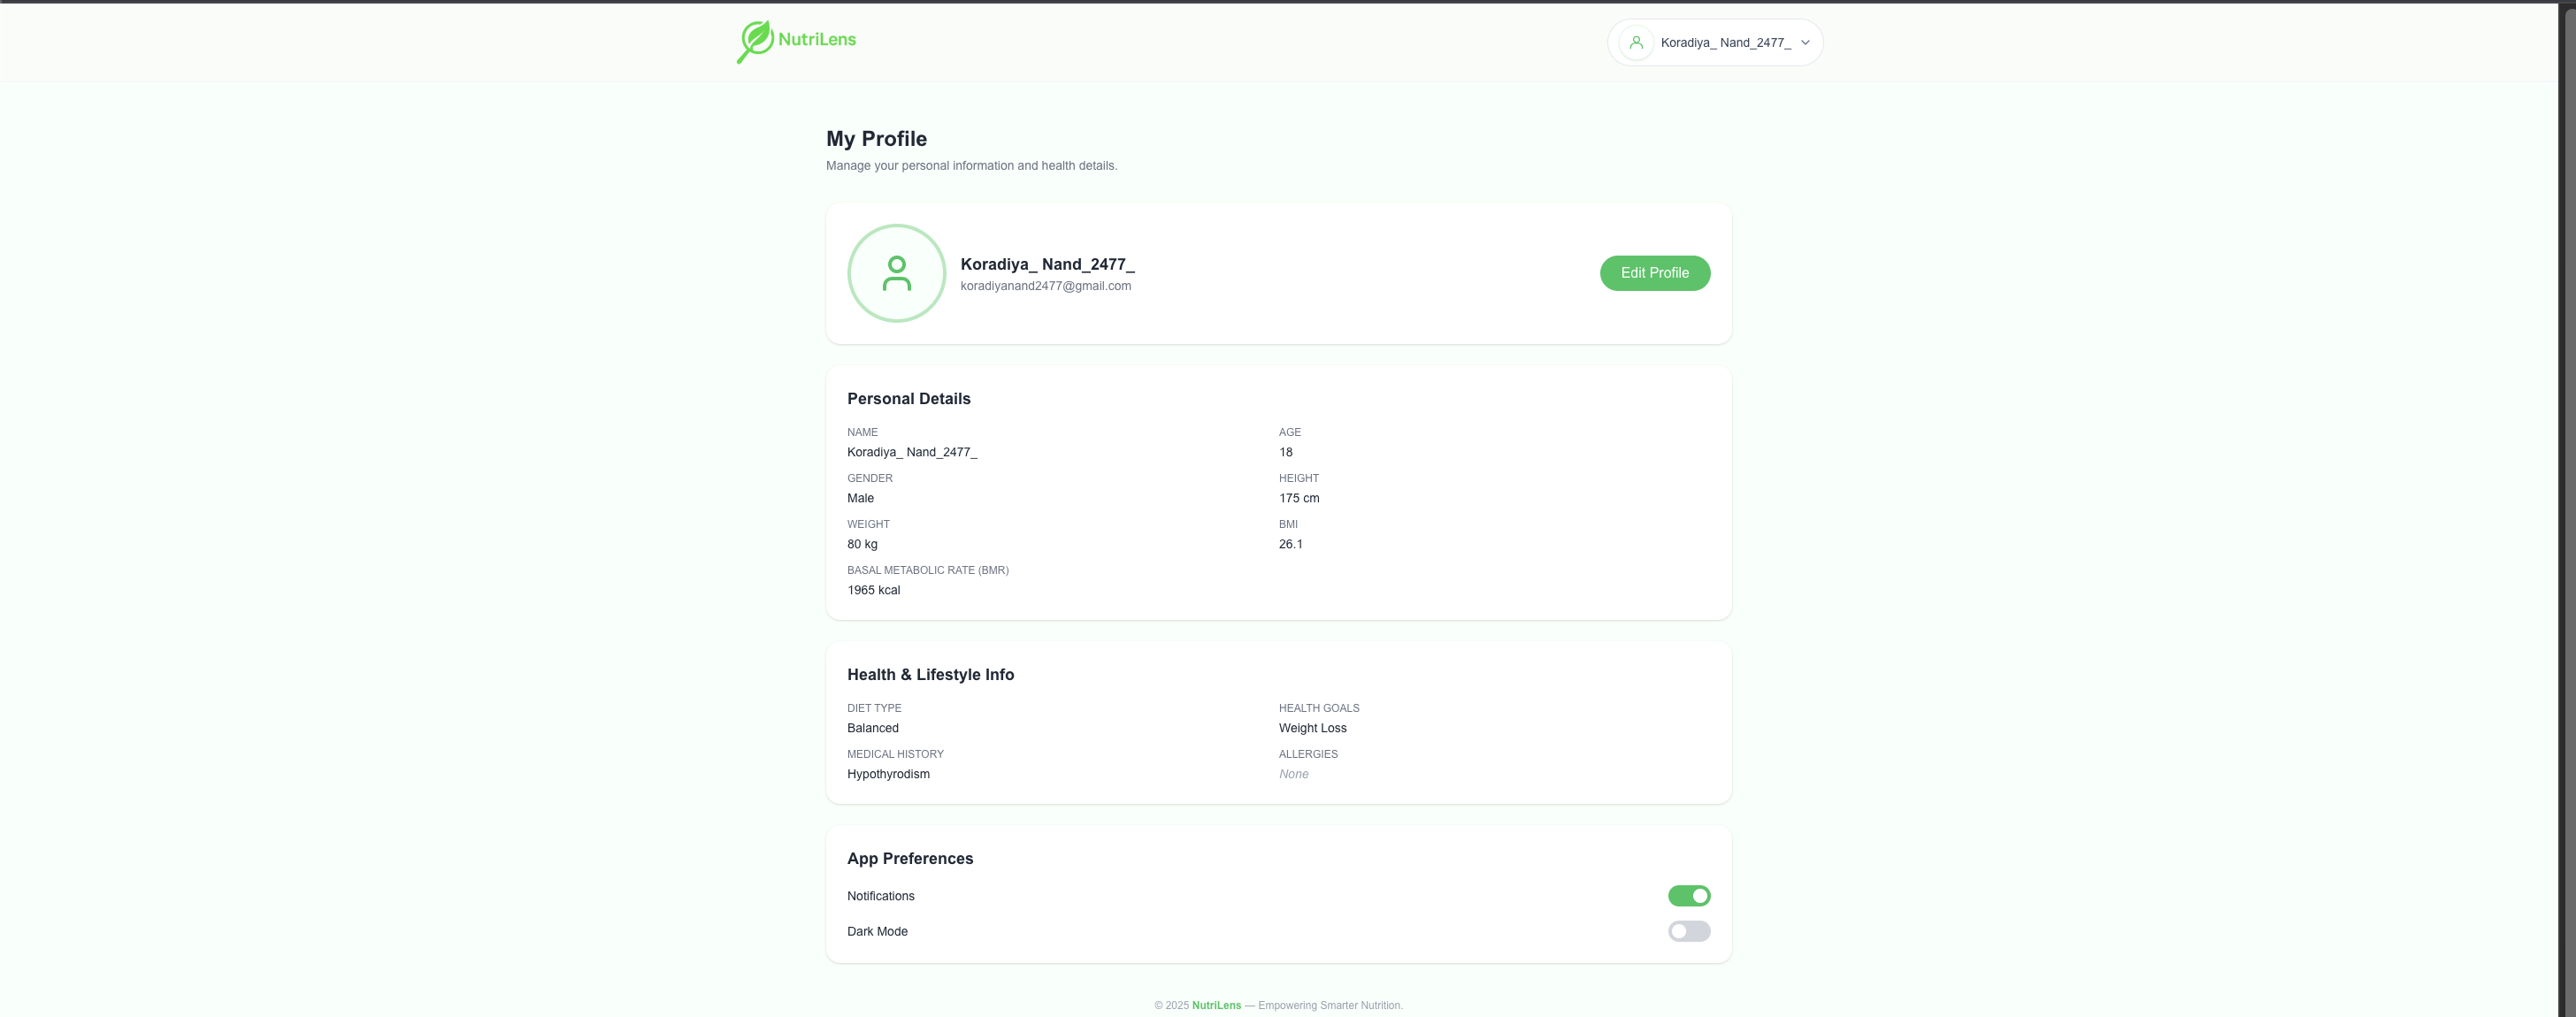 NutriLens
Koradiya_ Nand_2477_
My Profile
Manage your personal information and health details.
Koradiya_ Nand_2477_
koradiyanand2477@gmail.com
Edit Profile
Personal Details
NAME
Koradiya_ Nand_2477_
AGE
18
GENDER
Male
HEIGHT
175 cm
WEIGHT
80 kg
BMI
26.1
BASAL METABOLIC RATE (BMR)
1965 kcal
Health & Lifestyle Info
DIET TYPE
Balanced
HEALTH GOALS
Weight Loss
MEDICAL HISTORY
Hypothyrodism
ALLERGIES
None
App Preferences
Notifications
Dark Mode
© 2025 NutriLens — Empowering Smarter Nutrition.